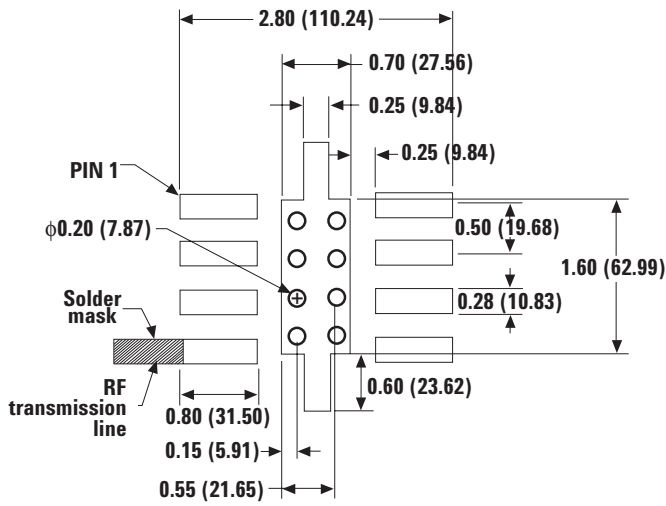 2.80 (110.24)
0.70 (27.56)
0.25 (9.84)
0.25 (9.84)
PIN 1
ϕ0.20 (7.87)
0.50 (19.68)
1.60 (62.99)
0.28 (10.83)
Solder
mask
RF
transmission
line
0.60 (23.62)
0.80 (31.50)
0.15 (5.91)
0.55 (21.65)